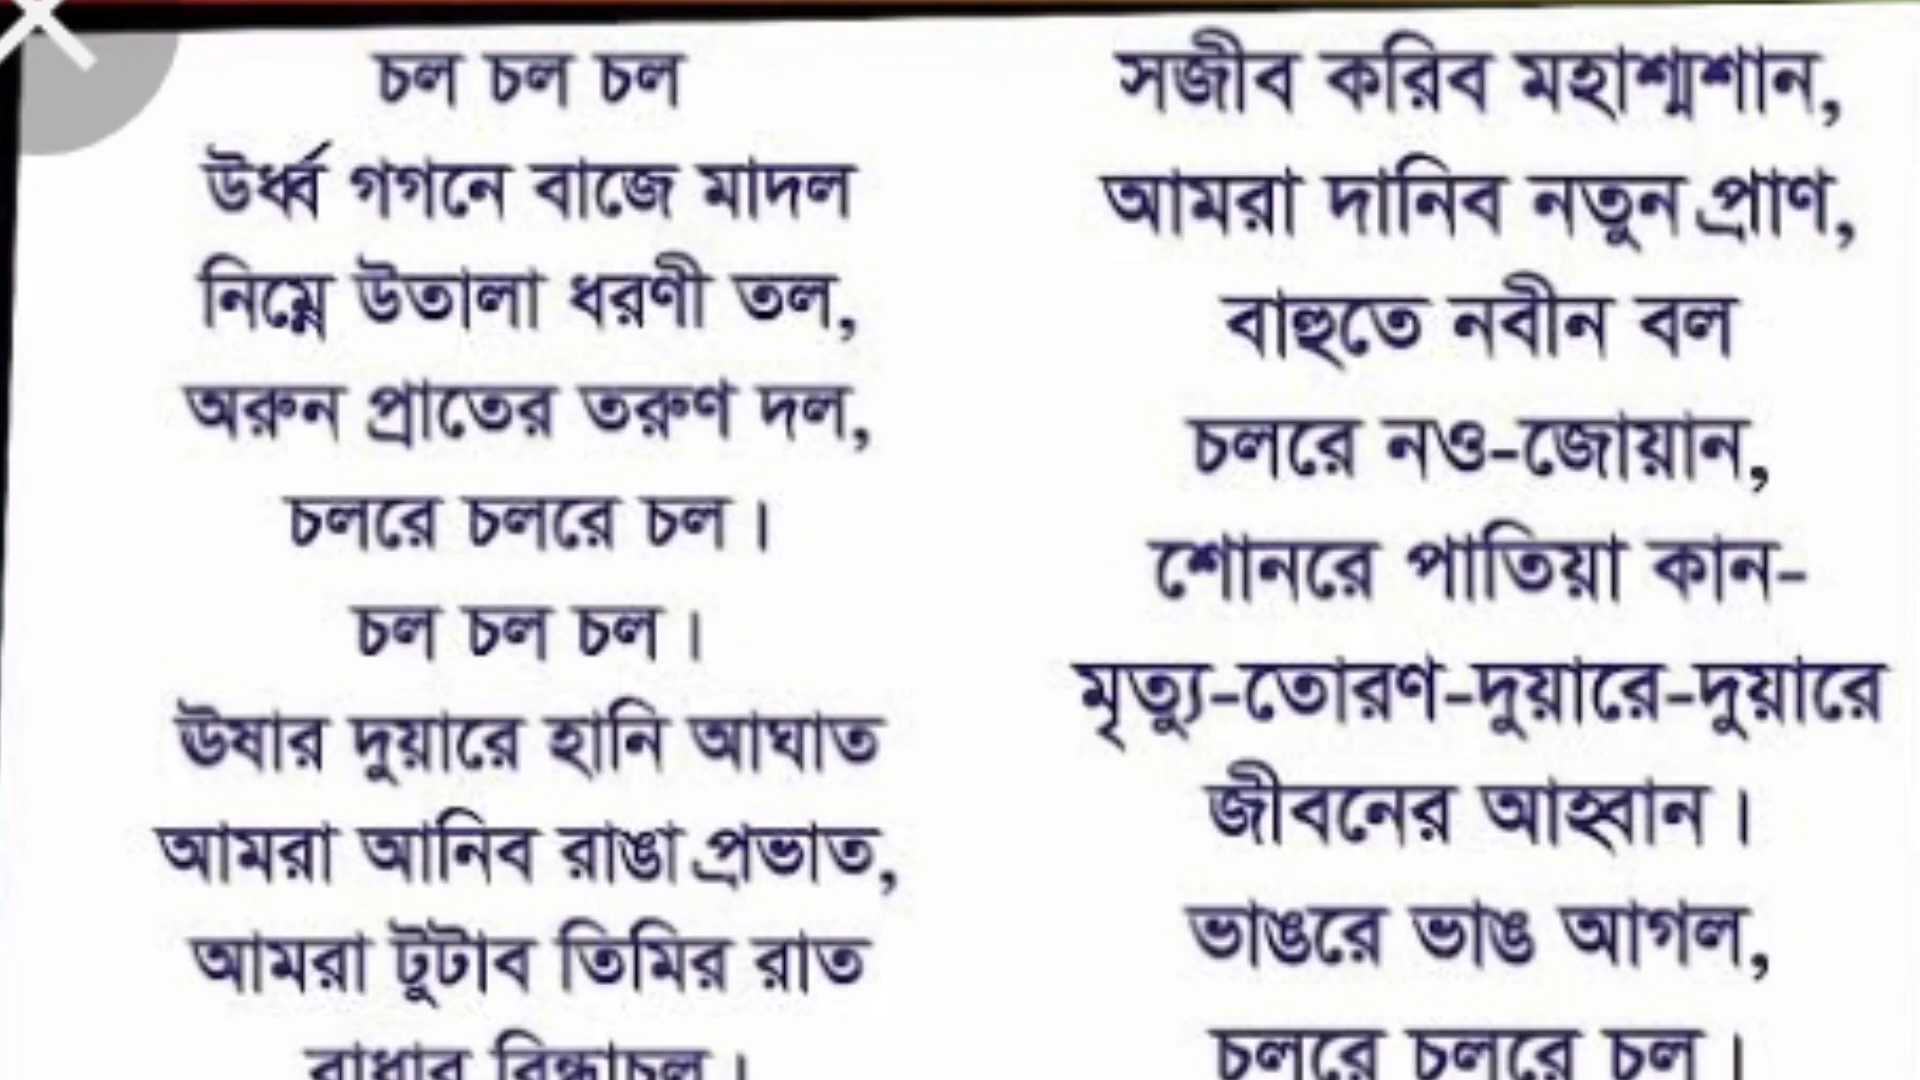 চল চল চল
উর্ধ্ব গগনে বাজে মাদল
নিম্নে উতালা ধরণী তল,
অরুন প্রাতের তরুণ দল,
চলরে চলরে চল।
চল চল চল।
ঊষার দুয়ারে হানি আঘাত
আমরা আনিব রাঙা প্রভাত,
আমরা টুটাব তিমির রাত
বাধার বিন্ধাচল।
সজীব করিব মহাশ্মশান,
আমরা দানিব নতুন প্রাণ,
বাহুতে নবীন বল
চলরে নও-জোয়ান,
শোনরে পাতিয়া কান-
মৃত্যু-তোরণ-দুয়ারে-দুয়ারে
জীবনের আহ্বান।
ভাঙরে ভাঙ আগল,
চলরে চলরে চল।